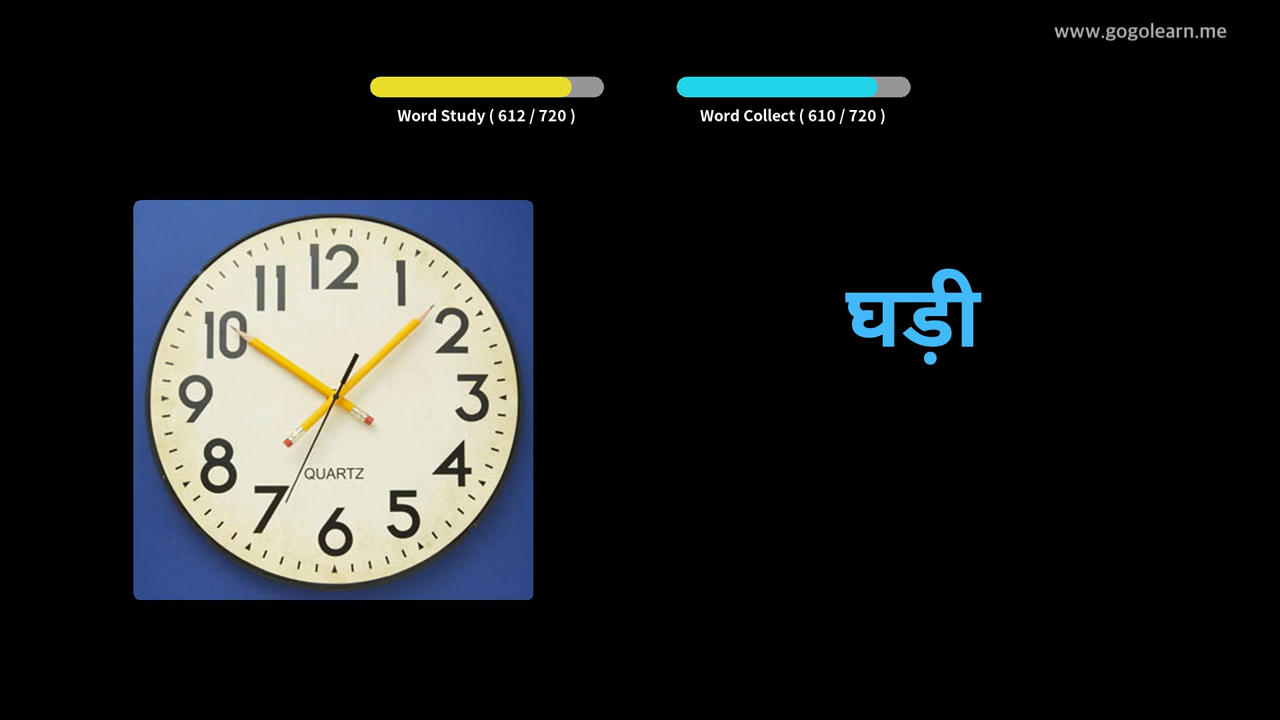 www.gogolearn.me
Word Study ( 612 / 720 )
Word Collect ( 610 / 720 )
12
11
1
10
2
9
3
8
4
QUARTZ
7
5
6
घड़ी